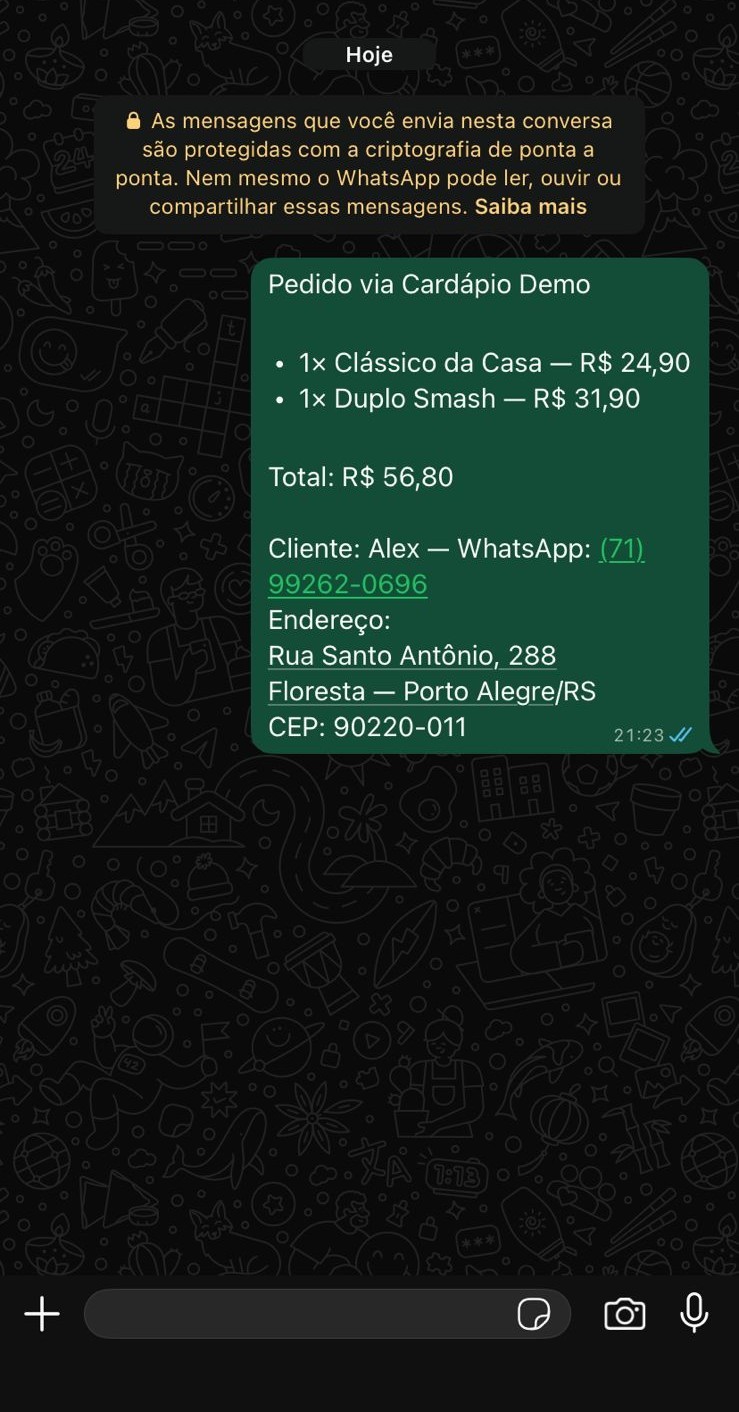 Hoje
As mensagens que você envia nesta conversa
são protegidas com a criptografia de ponta a
ponta. Nem mesmo o WhatsApp pode ler, ouvir ou
compartilhar essas mensagens. Saiba mais
Pedido via Cardápio Demo
• 1× Clássico da Casa — R$ 24,90
• 1× Duplo Smash — R$ 31,90
Total: R$ 56,80
Cliente: Alex — WhatsApp: (71)
99262-0696
Endereço:
Rua Santo Antônio, 288
Floresta — Porto Alegre/RS
CEP: 90220-011
21:23